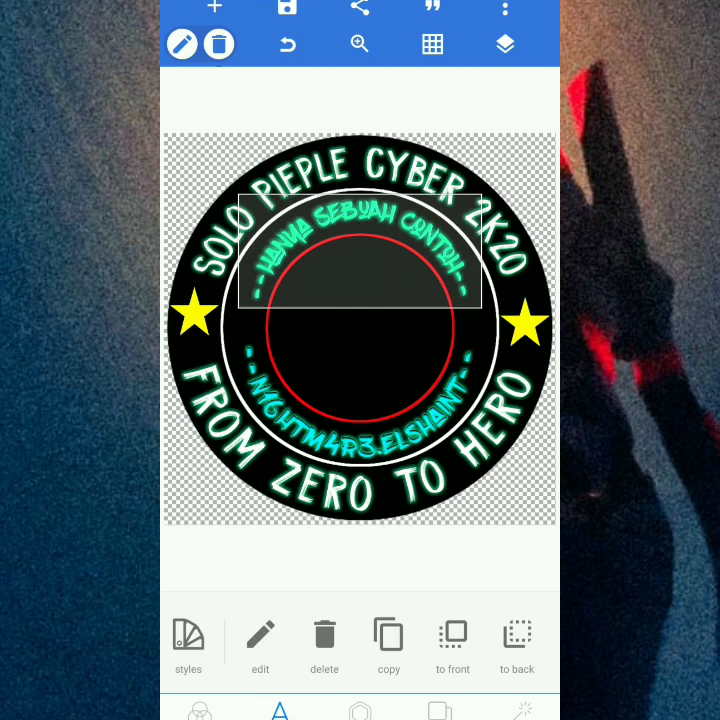 SOLO PIEPLE CYBER 2K20
--HANYA SEBUAH CONTOH--
--N16HTM4R3.ELSHAINT--
FROM ZERO TO HERO
styles
edit
delete
copy
to front
to back